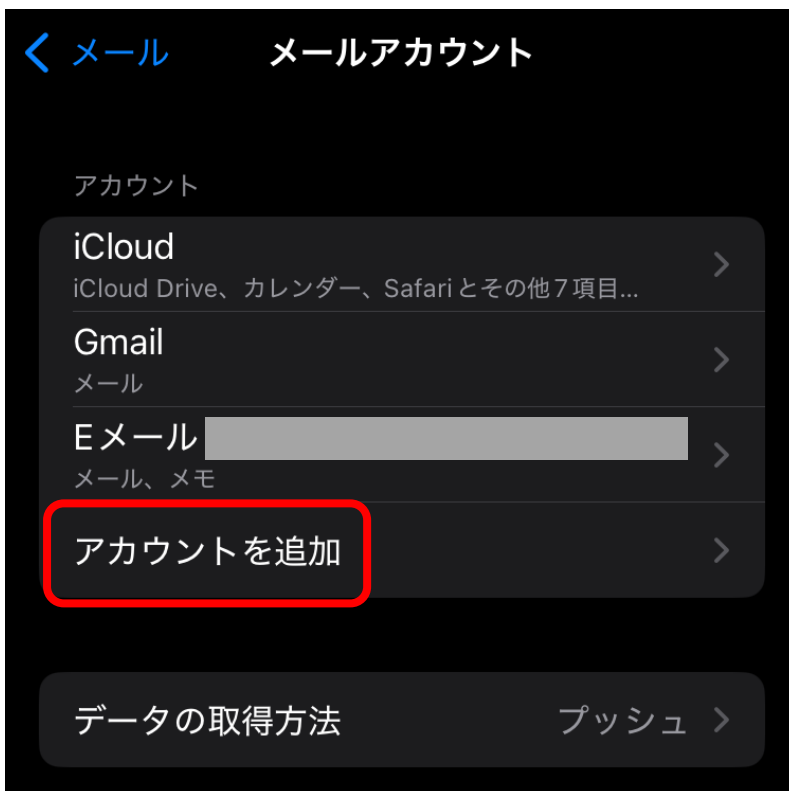 メール
メールアカウント
アカウント
iCloud
iCloud Drive、カレンダー、Safariとその他7項目...
Gmail
メール
Eメール
メール、メモ
アカウントを追加
データの取得方法 プッシュ